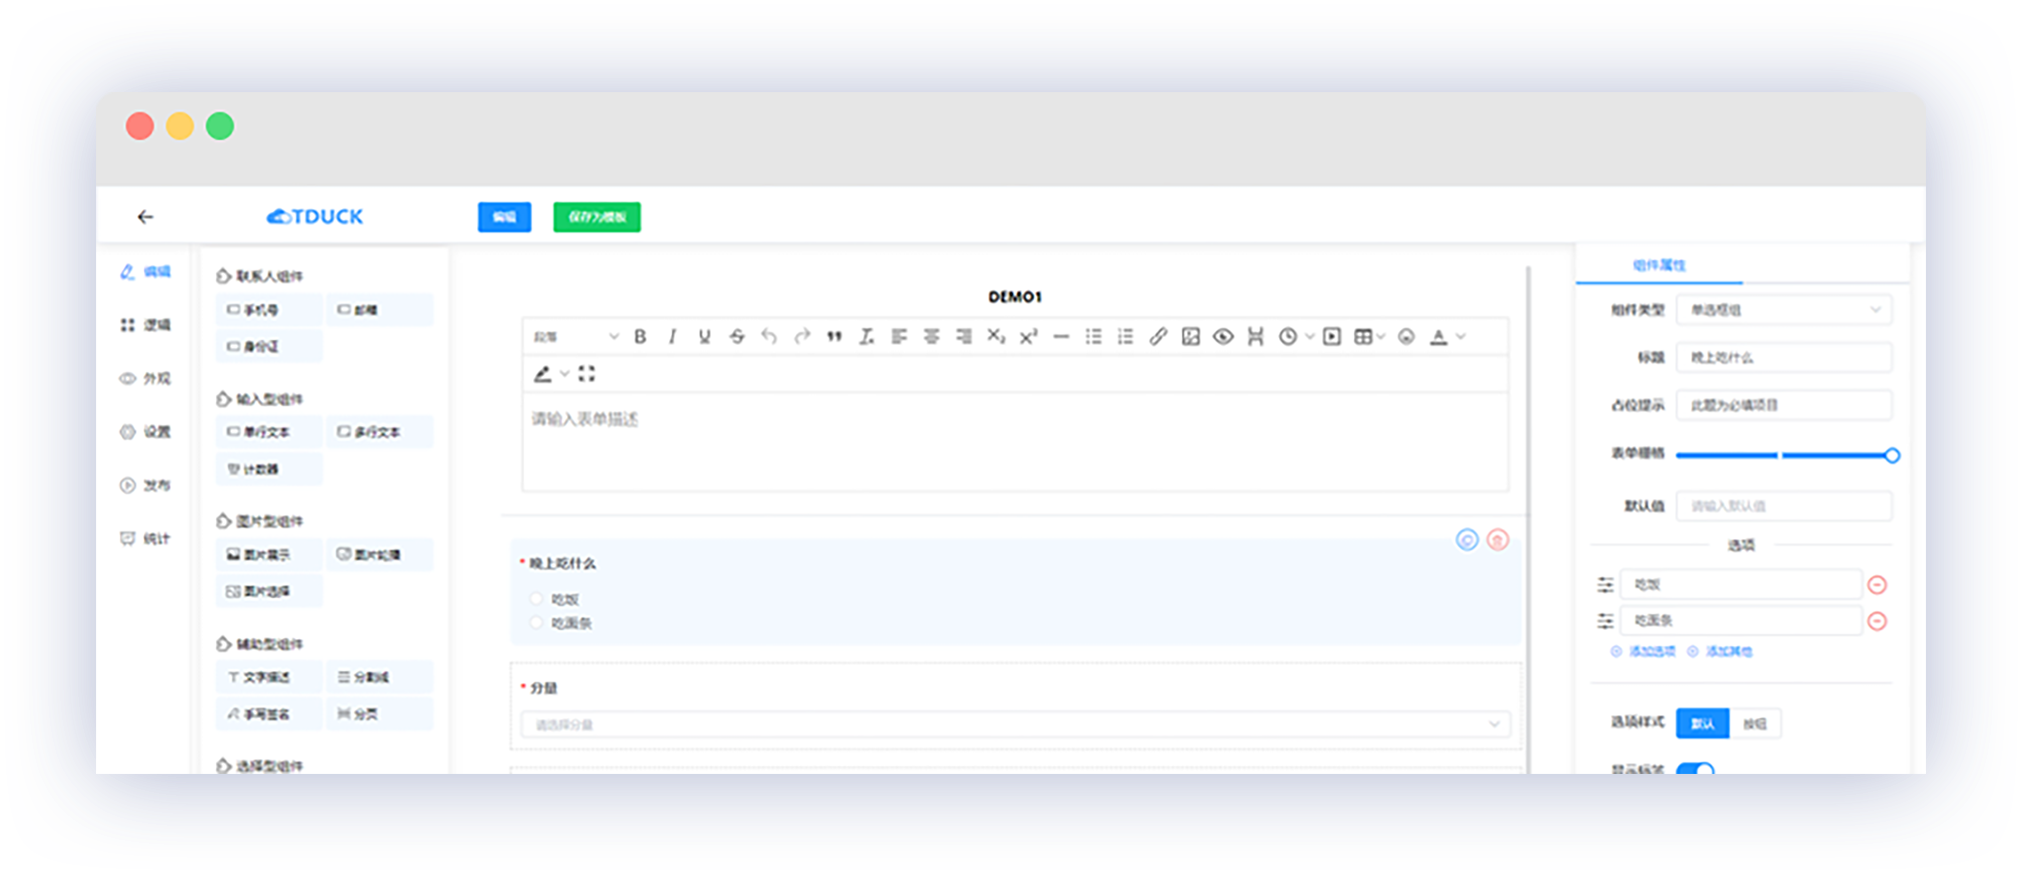 TDUCK
编辑
保存为模板
编辑
逻辑
外观
设置
发布
统计
联系人组件
手机号
邮箱
身份证
输入型组件
单行文本
多行文本
计数器
图片型组件
图片展示
图片轮播
图片选择
辅助型组件
文字描述
分割线
手写签名
分页
选择型组件
DEMO1
段落
请输入表单描述
* 晚上吃什么
吃饭
吃面条
* 分量
请选择分量
组件属性
组件类型
单选框组
标题
晚上吃什么
占位提示
此题为必填项目
表单栅格
默认值
请输入默认值
选项
吃饭
吃面条
添加选项
添加其他
选项样式
默认
按钮
显示标签